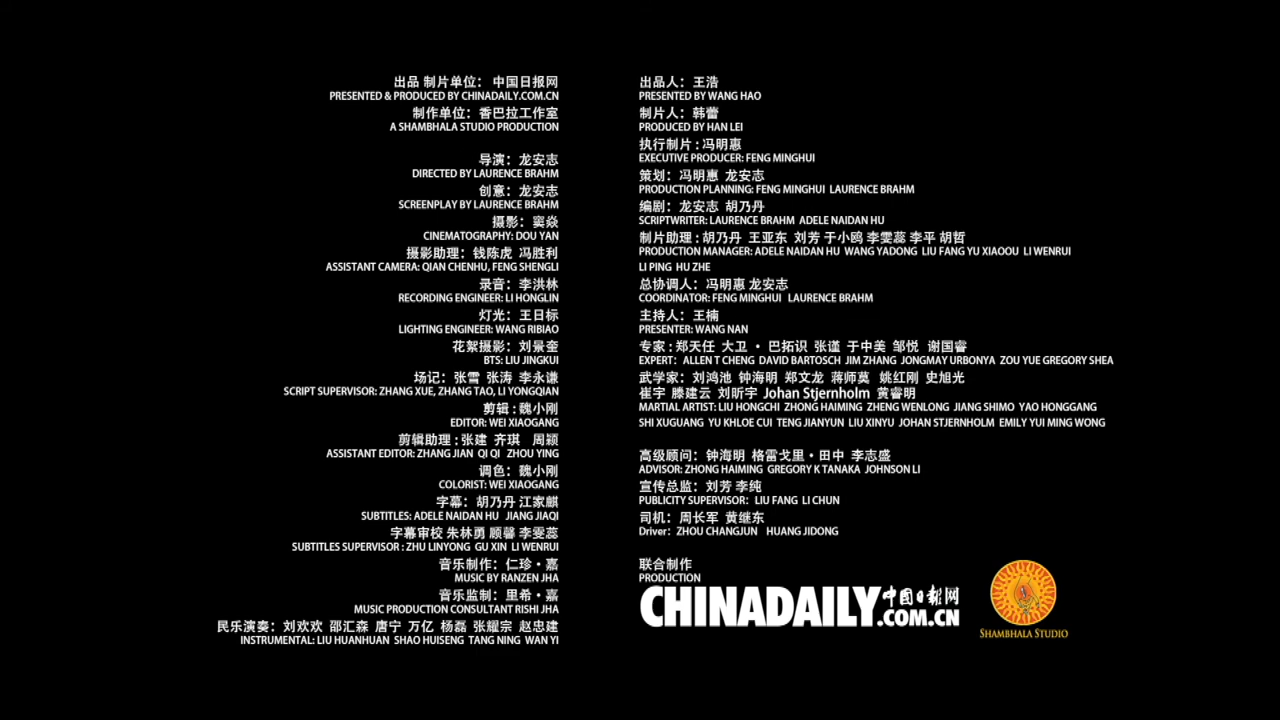 出品 制片单位： 中国日报网
PRESENTED & PRODUCED BY CHINADAILY.COM.CN
制作单位：香巴拉工作室
A SHAMBHALA STUDIO PRODUCTION
导演：龙安志
DIRECTED BY LAURENCE BRAHM
创意：龙安志
SCREENPLAY BY LAURENCE BRAHM
摄影：窦焱
CINEMATOGRAPHY: DOU YAN
摄影助理：钱陈虎 冯胜利
ASSISTANT CAMERA: QIAN CHENHU, FENG SHENGLI
录音：李洪林
RECORDING ENGINEER: LI HONGLIN
灯光：王日标
LIGHTING ENGINEER: WANG RIBIAO
花絮摄影：刘景奎
BTS: LIU JINGKUI
场记：张雪 张涛 李永谦
SCRIPT SUPERVISOR: ZHANG XUE, ZHANG TAO, LI YONGQIAN
剪辑 : 魏小刚
EDITOR: WEI XIAOGANG
剪辑助理 : 张建 齐琪 周颖
ASSISTANT EDITOR: ZHANG JIAN QI QI ZHOU YING
调色：魏小刚
COLORIST: WEI XIAOGANG
字幕：胡乃丹 江家麒
SUBTITLES: ADELE NAIDAN HU JIANG JIAQI
字幕审校 朱林勇 顾馨 李雯蕊
SUBTITLES SUPERVISOR : ZHU LINYONG GU XIN LI WENRUI
音乐制作：仁珍·嘉
MUSIC BY RANZEN JHA
音乐监制：里希·嘉
MUSIC PRODUCTION CONSULTANT RISHI JHA
民乐演奏：刘欢欢 邵汇森 唐宁 万亿 杨磊 张耀宗 赵忠建
INSTRUMENTAL: LIU HUANHUAN SHAO HUISENG TANG NING WAN YI
出品人：王浩
PRESENTED BY WANG HAO
制片人：韩蕾
PRODUCED BY HAN LEI
执行制片 : 冯明惠
EXECUTIVE PRODUCER: FENG MINGHUI
策划：冯明惠 龙安志
PRODUCTION PLANNING: FENG MINGHUI LAURENCE BRAHM
编剧：龙安志 胡乃丹
SCRIPTWRITER: LAURENCE BRAHM ADELE NAIDAN HU
制片助理 : 胡乃丹 王亚东 刘芳 于小鸥 李雯蕊 李平 胡哲
PRODUCTION MANAGER: ADELE NAIDAN HU WANG YADONG LIU FANG YU XIAOOU LI WENRUI
LI PING HU ZHE
总协调人：冯明惠 龙安志
COORDINATOR: FENG MINGHUI LAURENCE BRAHM
主持人：王楠
PRESENTER: WANG NAN
专家 : 郑天任 大卫 · 巴拓识 张谨 于中美 邹悦 谢国睿
EXPERT: ALLEN T CHENG DAVID BARTOSCH JIM ZHANG JONGMAY URBONYA ZOU YUE GREGORY SHEA
武学家：刘鸿池 钟海明 郑文龙 蒋师莫 姚红刚 史旭光
崔宇 滕建云 刘昕宇 Johan Stjernholm 黄睿明
MARTIAL ARTIST: LIU HONGCHI ZHONG HAIMING ZHENG WENLONG JIANG SHIMO YAO HONGGANG
SHI XUGUANG YU KHLOE CUI TENG JIANYUN LIU XINYU JOHAN STJERNHOLM EMILY YUI MING WONG
高级顾问：钟海明 格雷戈里·田中 李志盛
ADVISOR: ZHONG HAIMING GREGORY K TANAKA JOHNSON LI
宣传总监：刘芳 李纯
PUBLICITY SUPERVISOR: LIU FANG LI CHUN
司机：周长军 黄继东
Driver: ZHOU CHANGJUN HUANG JIDONG
联合制作
PRODUCTION
CHINADAILY 中国日报网
.COM.CN
SHAMBHALA STUDIO